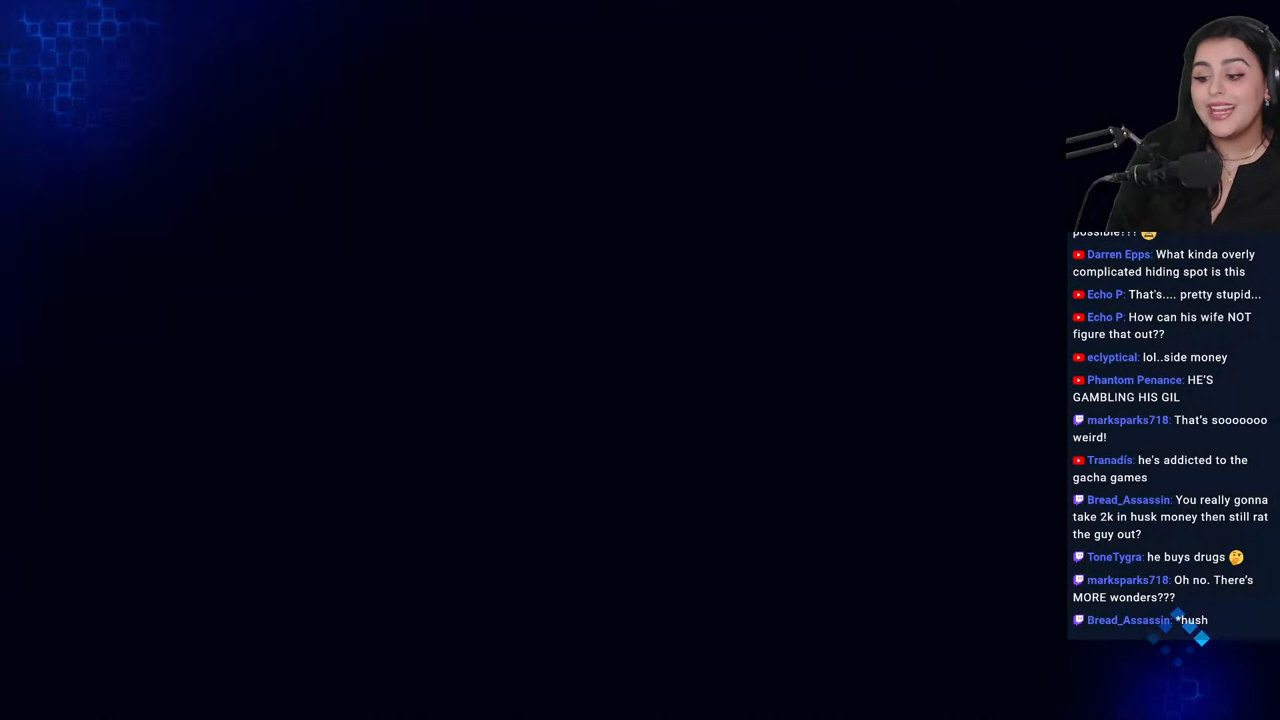 possible???
Darren Epps: What kinda overly
complicated hiding spot is this
Echo P: That's.... pretty stupid...
Echo P: How can his wife NOT
figure that out??
eclyptical: lol..side money
Phantom Penance: HE'S
GAMBLING HIS GIL
marksparks718: That's sooooooo
weird!
Tranadís: he's addicted to the
gacha games
Bread_Assassin: You really gonna
take 2k in husk money then still rat
the guy out?
ToneTygra: he buys drugs 🤔
marksparks718: Oh no. There's
MORE wonders???
Bread_Assassin: *hush